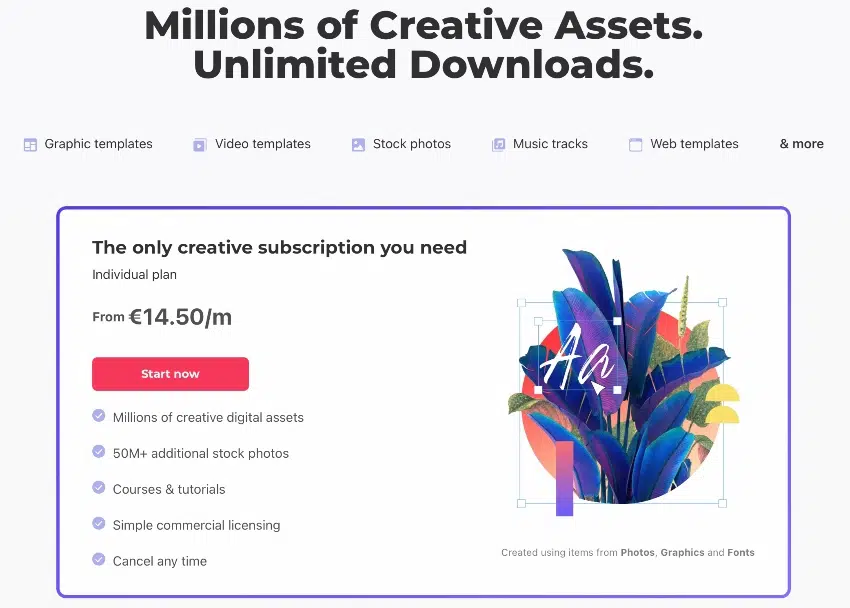 Millions of Creative Assets.
Unlimited Downloads.
Graphic templates
Video templates
Stock photos
Music tracks
Web templates
& more
The only creative subscription you need
Individual plan
From €14.50/m
Start now
Millions of creative digital assets
50M+ additional stock photos
Courses & tutorials
Simple commercial licensing
Cancel any time
Aa
Created using items from Photos, Graphics and Fonts